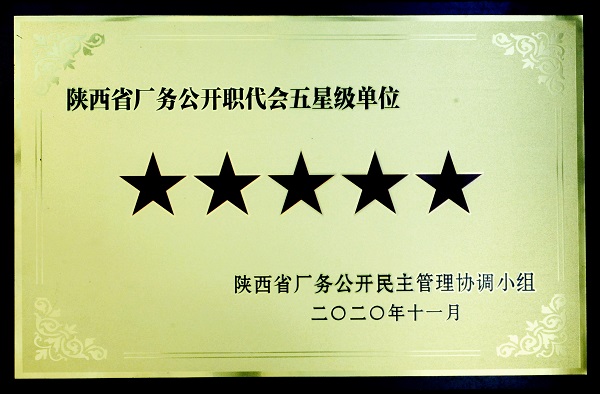 陕西省厂务公开职代会五星级单位
陕西省厂务公开民主管理协调小组
二〇二〇年十一月